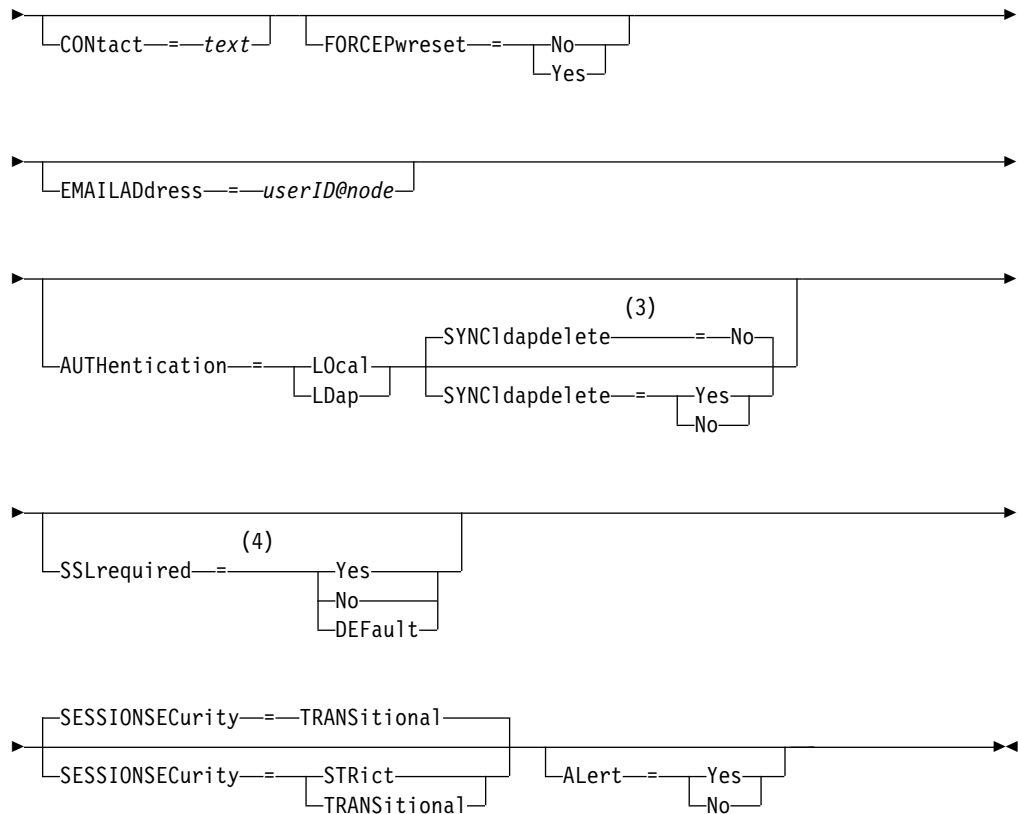 CONtact = text FORCEPwreset = No
Yes
EMAILADdress = userID@node
(3)
SYNCldapdelete = No
AUTHentication = LOcal
LDap SYNCldapdelete = Yes
No
(4)
SSLrequired = Yes
No
DEFault
SESSIONSECurity = TRANSitional
SESSIONSECurity = STRict ALert = Yes
TRANSitional No